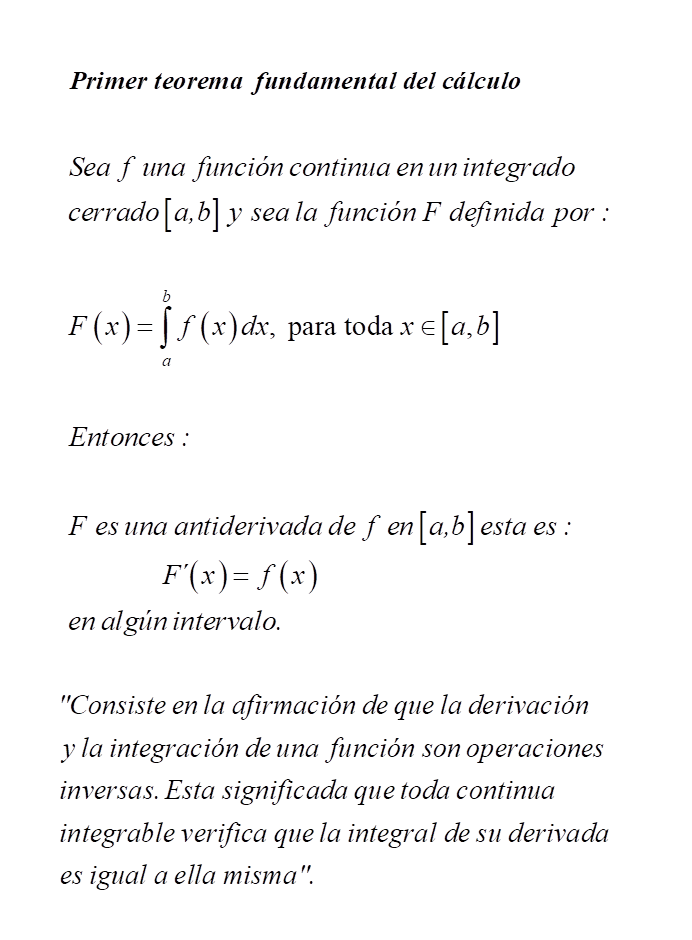 Primer teorema fundamental del cálculo
Sea f una función continua en un integrado
cerrado [a,b] y sea la función F definida por :
F(x) = ∫_a^b f(x)dx, para toda x ∈ [a,b]
Entonces :
F es una antiderivada de f en [a,b] esta es :
F'(x) = f(x)
en algún intervalo.
"Consiste en la afirmación de que la derivación
y la integración de una función son operaciones
inversas. Esta significada que toda continua
integrable verifica que la integral de su derivada
es igual a ella misma".